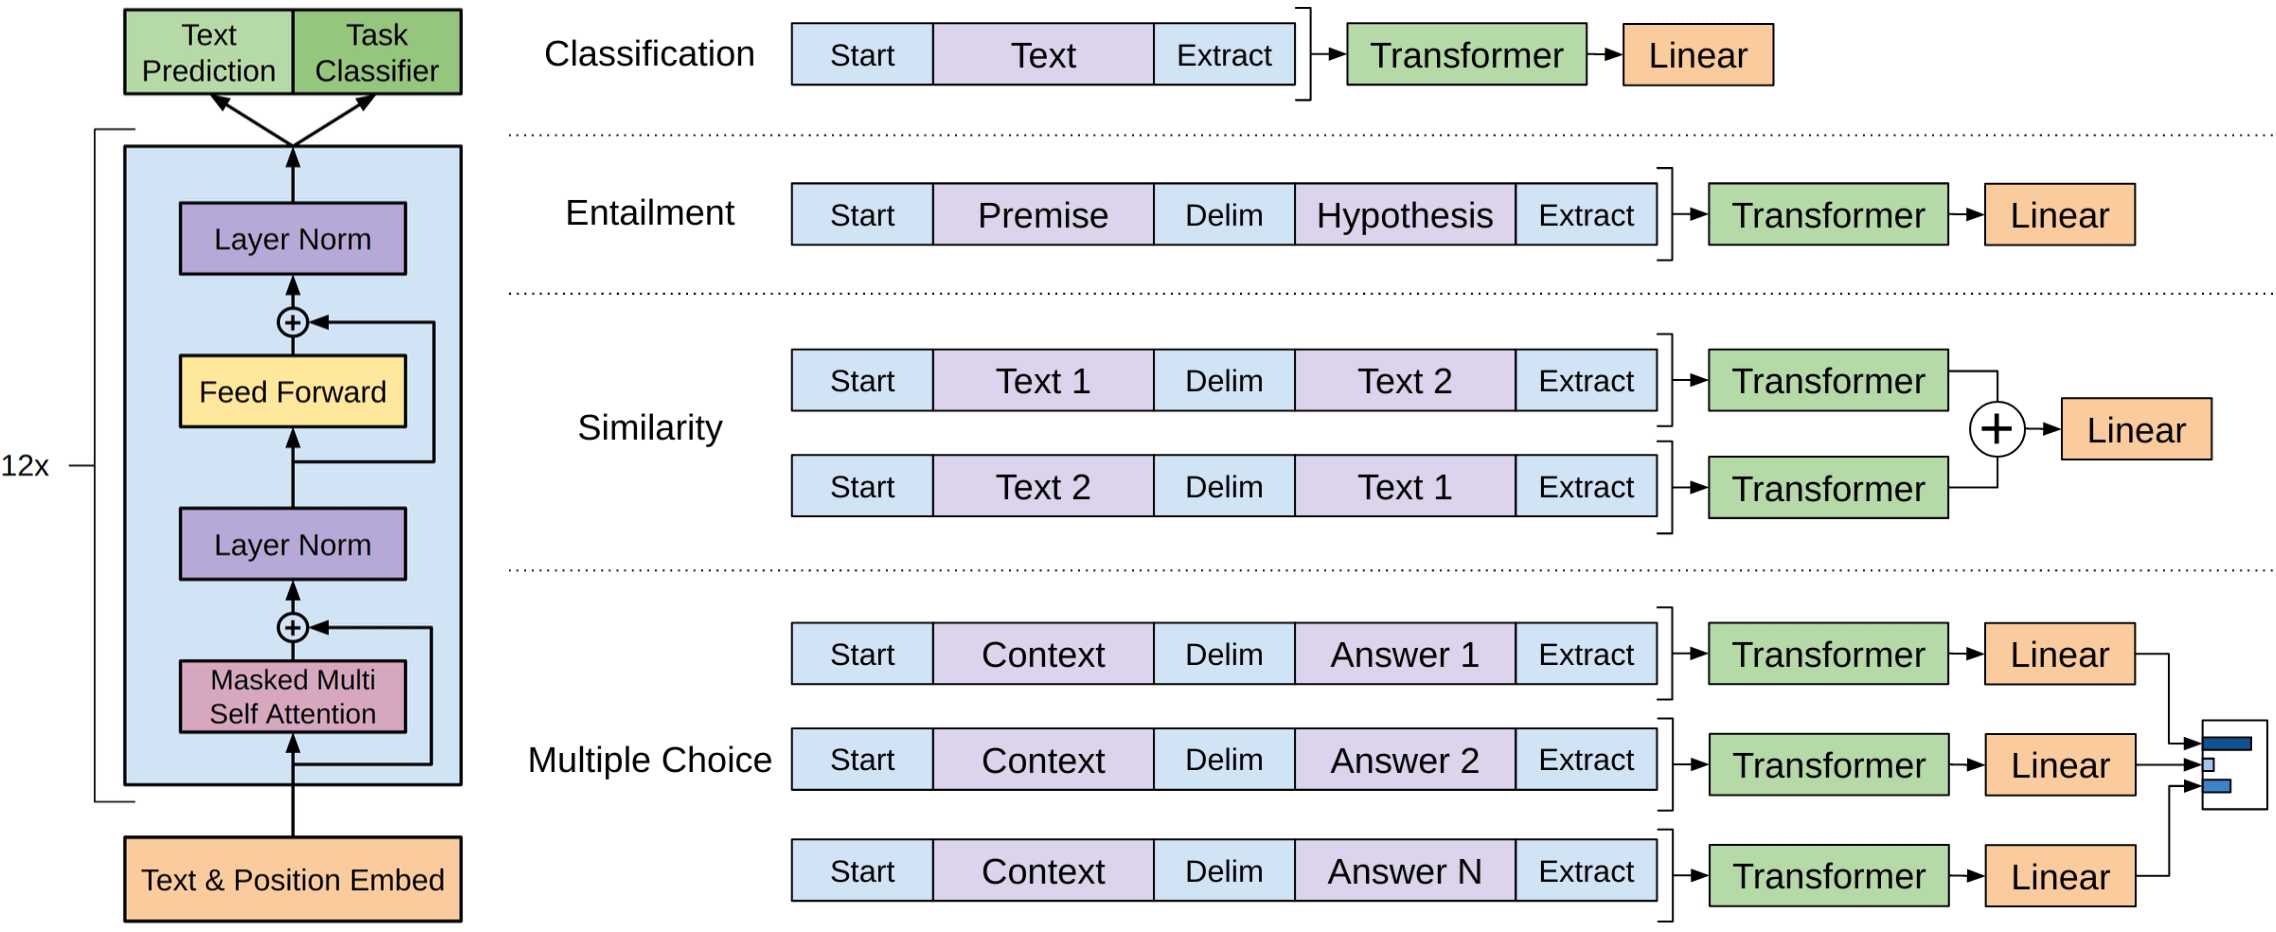 Text
Prediction
Task
Classifier
Layer Norm
+
Feed Forward
12x
Layer Norm
+
Masked Multi
Self Attention
Text & Position Embed
Classification
Start Text Extract Transformer Linear
Entailment
Start Premise Delim Hypothesis Extract Transformer Linear
Similarity
Start Text 1 Delim Text 2 Extract Transformer
+ Linear
Start Text 2 Delim Text 1 Extract Transformer
Multiple Choice
Start Context Delim Answer 1 Extract Transformer Linear
Start Context Delim Answer 2 Extract Transformer Linear
Start Context Delim Answer N Extract Transformer Linear